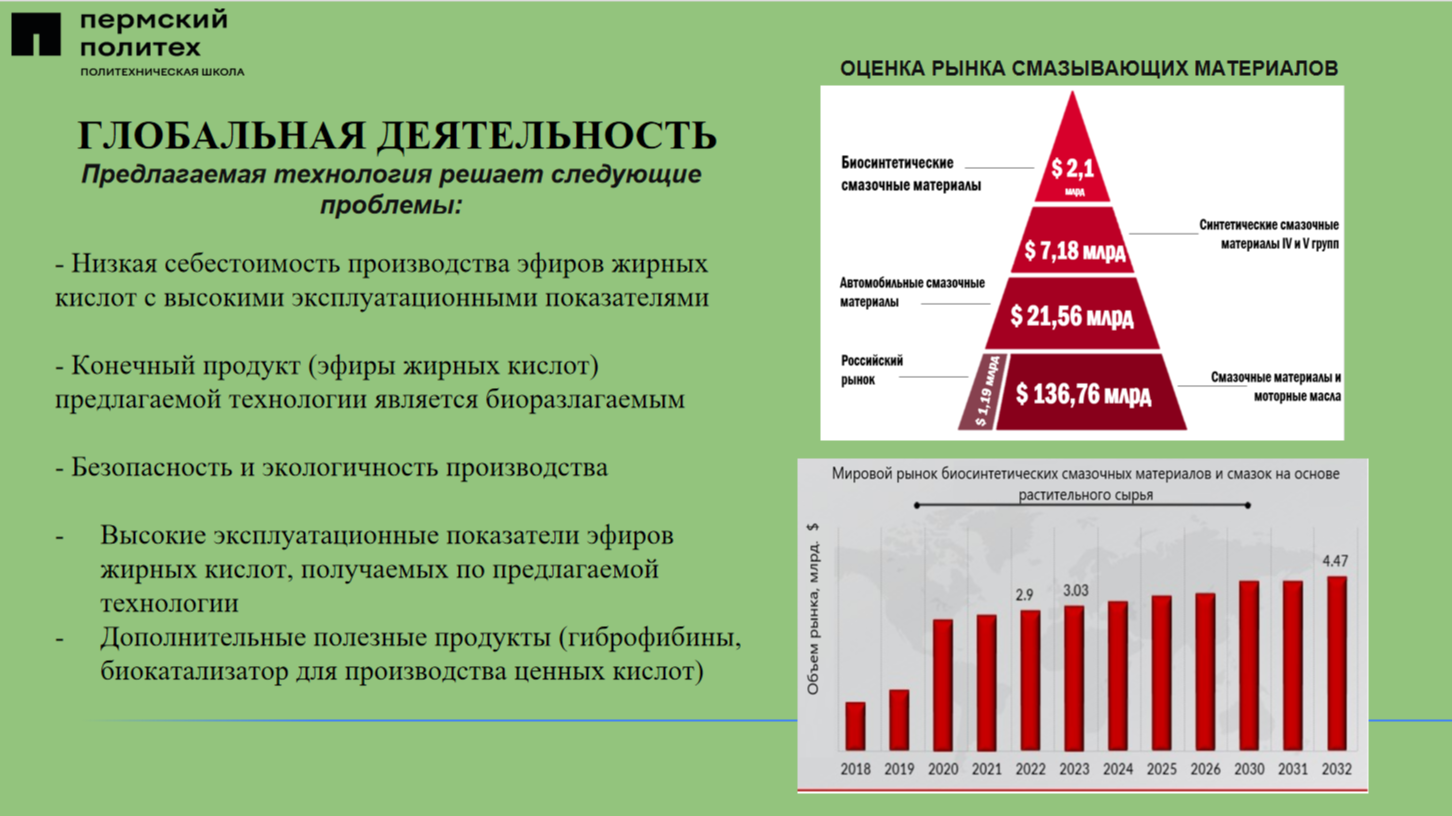 пермский
политех
ПОЛИТЕХНИЧЕСКАЯ ШКОЛА
ГЛОБАЛЬНАЯ ДЕЯТЕЛЬНОСТЬ
Предлагаемая технология решает следующие
проблемы:
- Низкая себестоимость производства эфиров жирных
кислот с высокими эксплуатационными показателями
- Конечный продукт (эфиры жирных кислот)
предлагаемой технологии является биоразлагаемым
- Безопасность и экологичность производства
- Высокие эксплуатационные показатели эфиров
жирных кислот, получаемых по предлагаемой
технологии
- Дополнительные полезные продукты (гиброфибины,
биокатализатор для производства ценных кислот)
ОЦЕНКА РЫНКА СМАЗЫВАЮЩИХ МАТЕРИАЛОВ
Биосинтетические
смазочные материалы
$ 2,1
млрд
Синтетические смазочные
материалы IV и V групп
$ 7,18 млрд
Автомобильные смазочные
материалы
$ 21,56 млрд
Российский
рынок
$ 1,19 млрд
$ 136,76 млрд
Смазочные материалы и
моторные масла
Мировой рынок биосинтетических смазочных материалов и смазок на основе
растительного сырья
Объем рынка, млрд. $
2.9
3.03
4.47
2018 2019 2020 2021 2022 2023 2024 2025 2026 2030 2031 2032